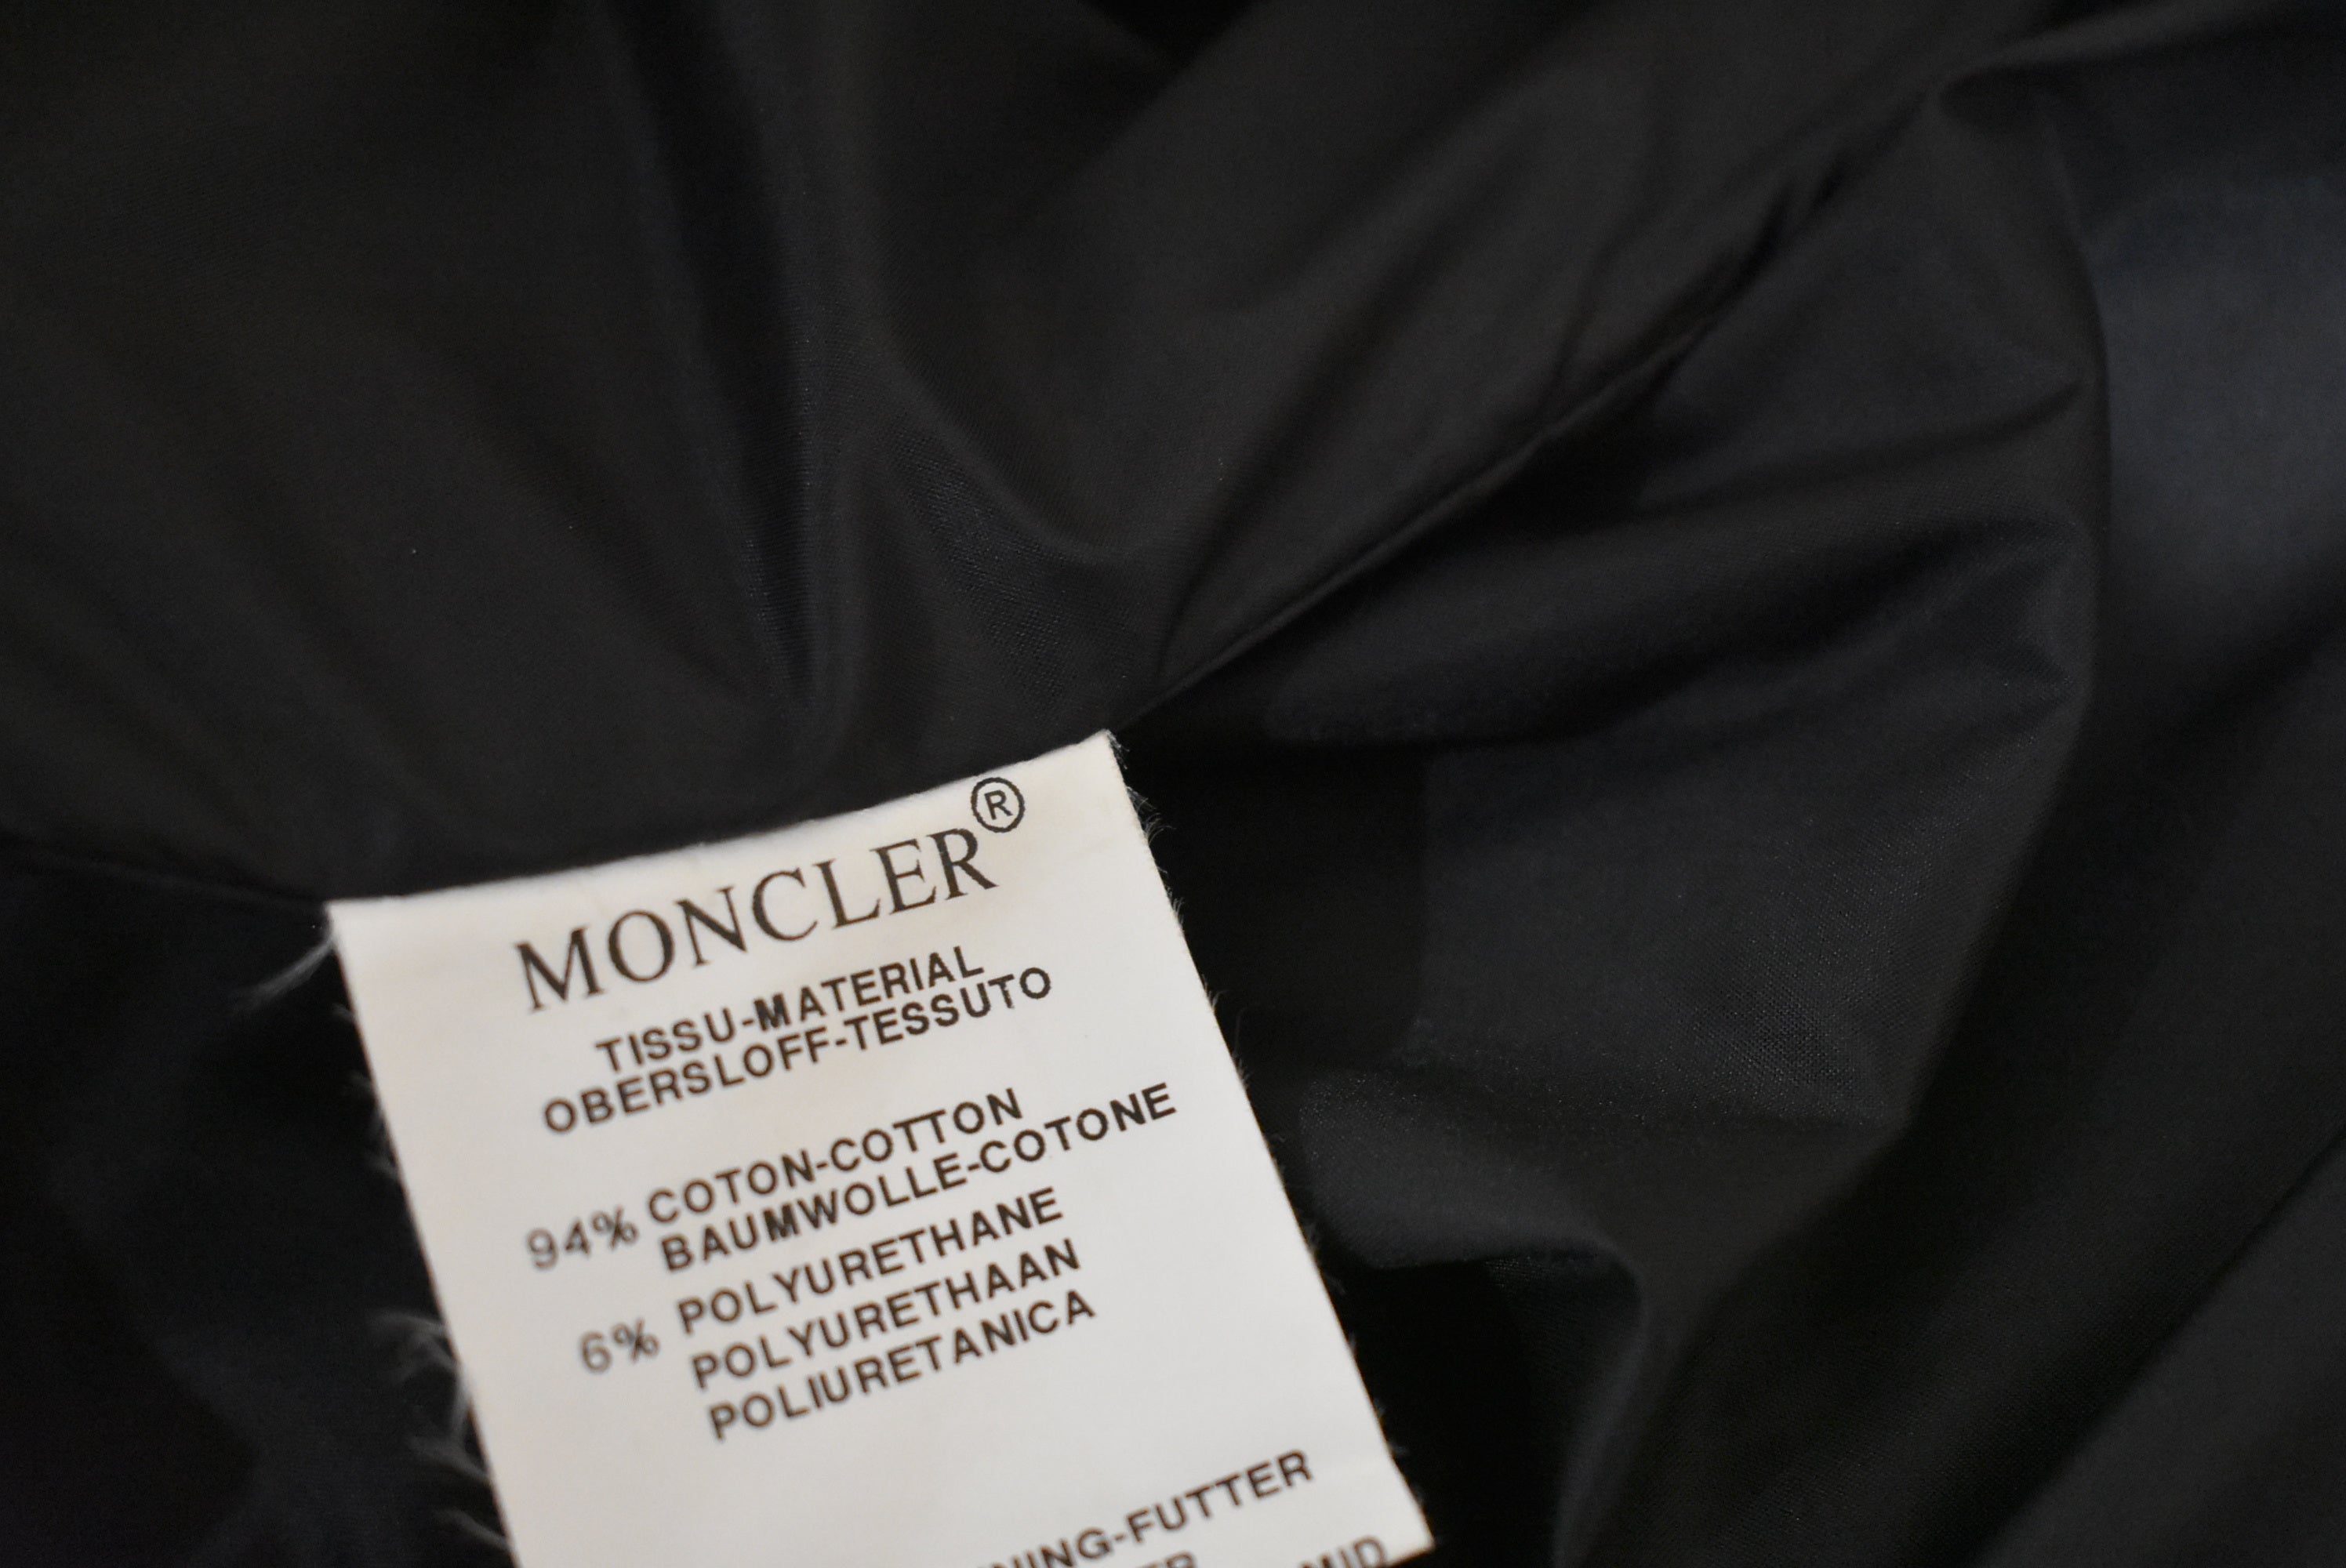 MONCLER®
TISSU-MATERIAL
OBERSLOFF-TESSUTO
94% COTON-COTTON
BAUMWOLLE-COTONE
6% POLYURETHANE
POLYURETHAAN
POLIURETANICA